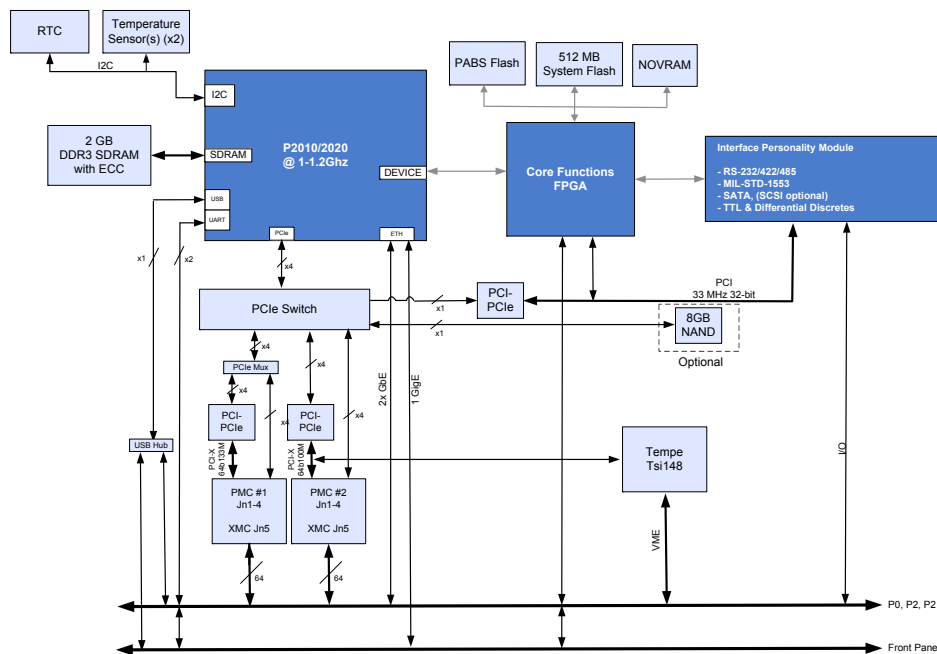 RTC
Temperature
Sensor(s) (x2)
I2C
PABS Flash
512 MB
System Flash
NOVRAM
I2C
P2010/2020
@ 1-1.2Ghz
2 GB
DDR3 SDRAM
with ECC
SDRAM
DEVICE
Core Functions
FPGA
Interface Personality Module
- RS-232/422/485
- MIL-STD-1553
- SATA, (SCSI optional)
- TTL & Differential Discretes
USB
UART
PCIe
ETH
x1
x2
x4
PCI
33 MHz 32-bit
PCIe Switch
x1
PCI-
PCIe
x1
8GB
NAND
Optional
x4
x4
PCIe Mux
x4
x4
x4
2x GbE
1 GigE
PCI-
PCIe
PCI-
PCIe
USB Hub
PCI-X
64b133M
PCI-X
64b100M
Tempe
Tsi148
I/O
PMC #1
Jn1-4
XMC Jn5
PMC #2
Jn1-4
XMC Jn5
VME
64
64
P0, P2, P2
Front Pane